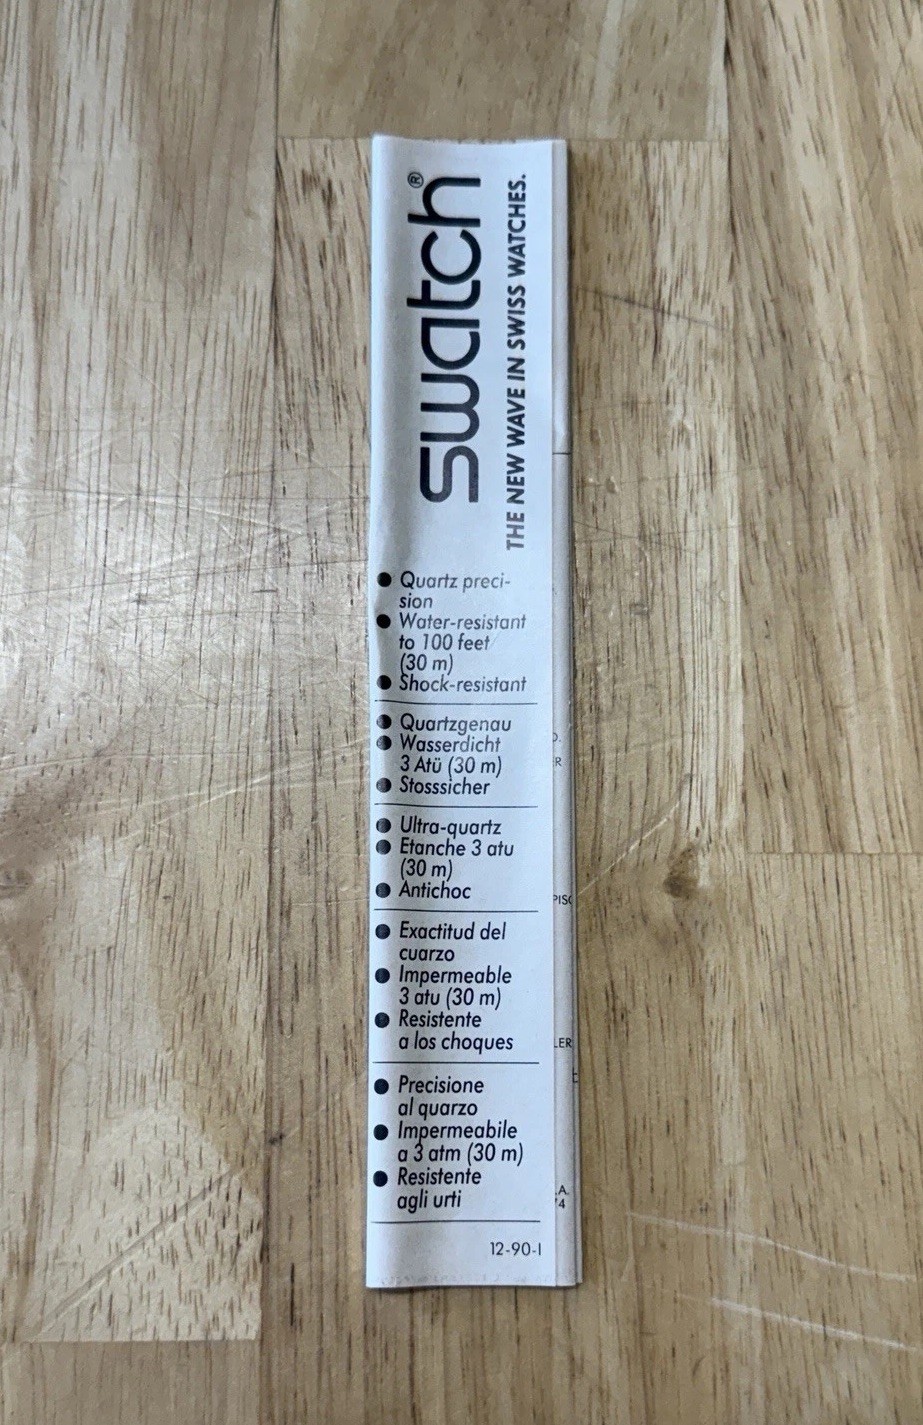 swatch®
THE NEW WAVE IN SWISS WATCHES.
● Quartz preci-
sion
● Water-resistant
to 100 feet
(30 m)
● Shock-resistant
● Quartzgenau
● Wasserdicht
3 Atü (30 m)
● Stosssicher
● Ultra-quartz
● Etanche 3 atu
(30 m)
● Antichoc
● Exactitud del
cuarzo
● Impermeable
3 atu (30 m)
● Resistente
a los choques
● Precisione
al quarzo
● Impermeabile
a 3 atm (30 m)
● Resistente
agli urti
12-90-I